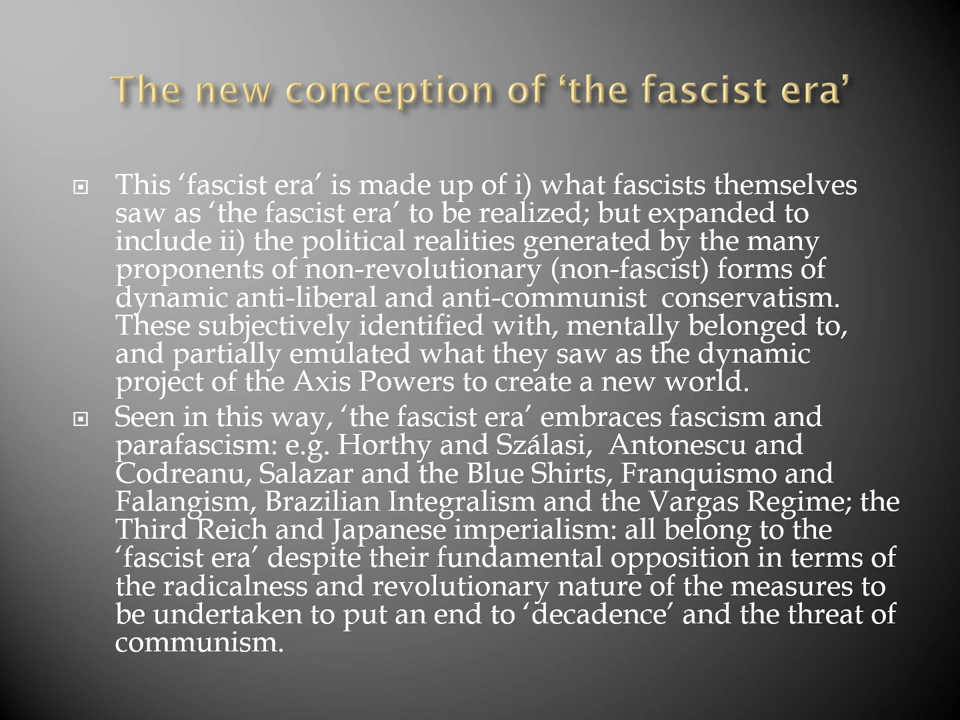 The new conception of ‘the fascist era’
This ‘fascist era’ is made up of i) what fascists themselves
saw as ‘the fascist era’ to be realized; but expanded to
include ii) the political realities generated by the many
proponents of non-revolutionary (non-fascist) forms of
dynamic anti-liberal and anti-communist conservatism.
These subjectively identified with, mentally belonged to,
and partially emulated what they saw as the dynamic
project of the Axis Powers to create a new world.
Seen in this way, ‘the fascist era’ embraces fascism and
parafascism: e.g. Horthy and Szálasi, Antonescu and
Codreanu, Salazar and the Blue Shirts, Franquismo and
Falangism, Brazilian Integralism and the Vargas Regime; the
Third Reich and Japanese imperialism: all belong to the
‘fascist era’ despite their fundamental opposition in terms of
the radicalness and revolutionary nature of the measures to
be undertaken to put an end to ‘decadence’ and the threat of
communism.